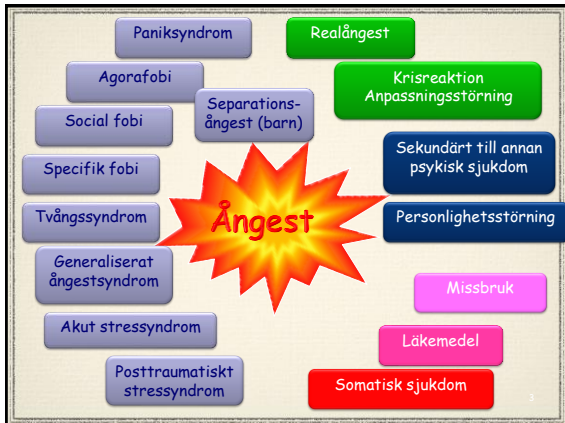 Paniksyndrom
Realångest
Agorafobi
Krisreaktion
Anpassningsstörning
Separations-
ångest (barn)
Social fobi
Sekundärt till annan
psykisk sjukdom
Specifik fobi
Tvångssyndrom
Ångest
Personlighetsstörning
Generaliserat
ångestsyndrom
Missbruk
Akut stressyndrom
Läkemedel
Posttraumatiskt
stressyndrom
Somatisk sjukdom
3